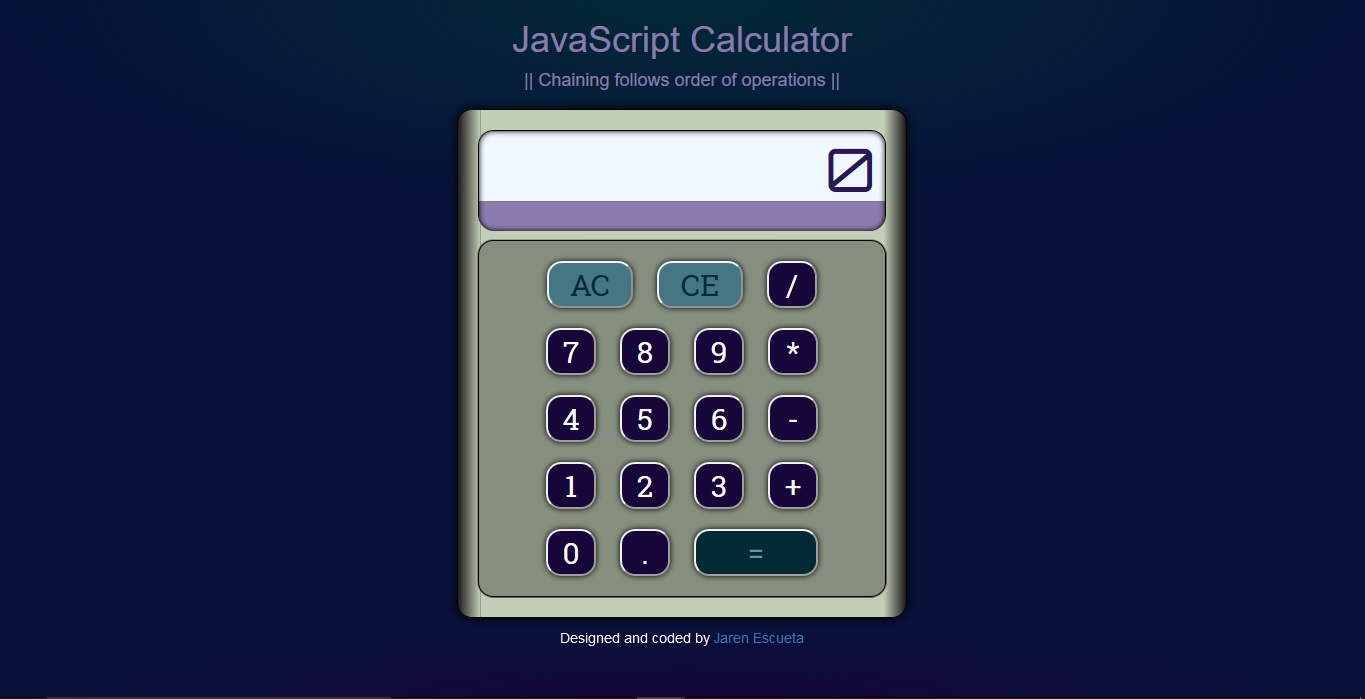 JavaScript Calculator
|| Chaining follows order of operations ||
0
AC CE /
7 8 9 *
4 5 6 -
1 2 3 +
0 . =
Designed and coded by Jaren Escueta